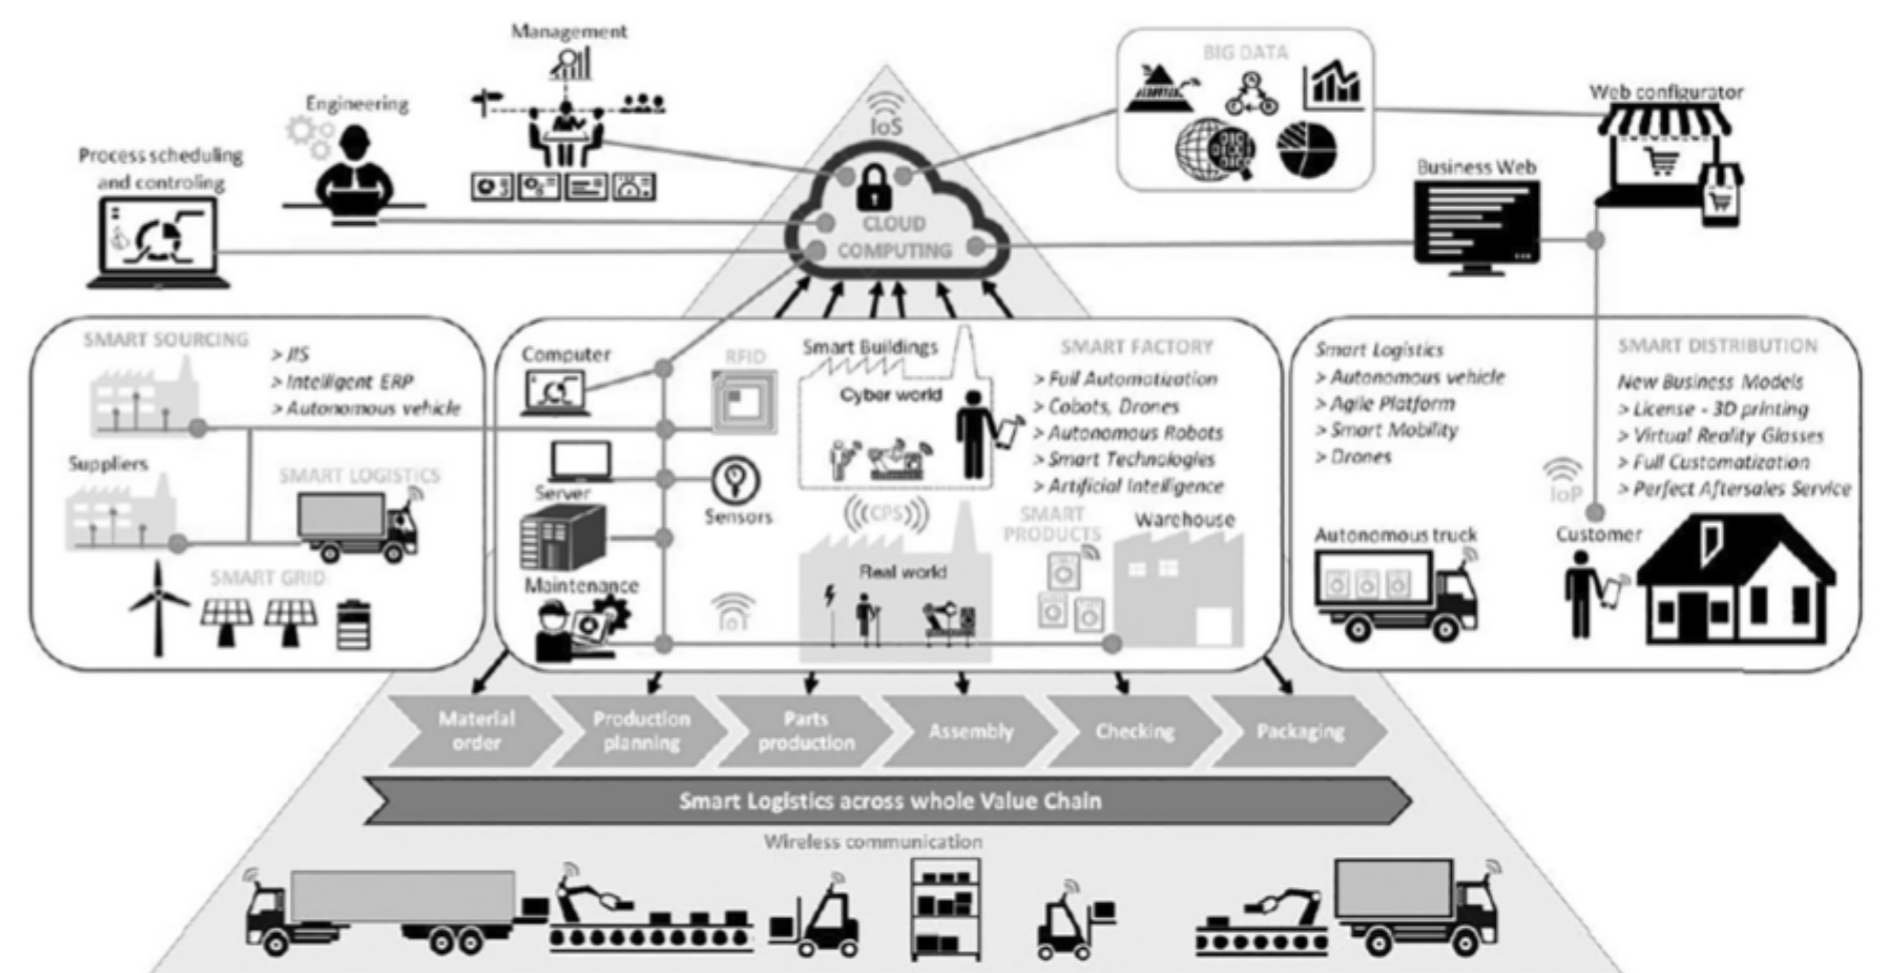 Management
BIG DATA
Engineering
Web configurator
IoS
Process scheduling
and controling
Business Web
CLOUD
COMPUTING
SMART SOURCING
> JIS
> Intelligent ERP
> Autonomous vehicle
Suppliers
SMART LOGISTICS
SMART GRID
Computer
RFID
Smart Buildings
Cyber world
SMART FACTORY
> Full Automatization
> Cobots, Drones
> Autonomous Robots
> Smart Technologies
> Artificial Intelligence
Server
Sensors
CPS
SMART
PRODUCTS
Warehouse
Maintenance
IoT
Real world
Smart Logistics
> Autonomous vehicle
> Agile Platform
> Smart Mobility
> Drones
SMART DISTRIBUTION
New Business Models
> License - 3D printing
> Virtual Reality Glasses
> Full Customatization
> Perfect Aftersales Service
IoP
Autonomous truck
Customer
Material
order
Production
planning
Parts
production
Assembly
Checking
Packaging
Smart Logistics across whole Value Chain
Wireless communication